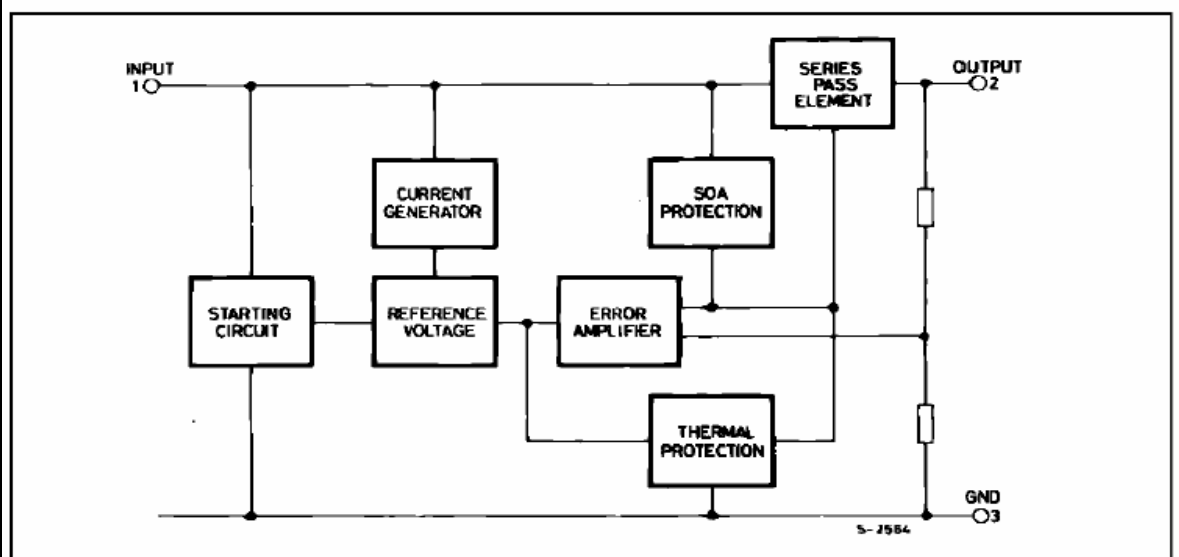 INPUT
1
SERIES
PASS
ELEMENT
OUTPUT
2
CURRENT
GENERATOR
SOA
PROTECTION
STARTING
CIRCUIT
REFERENCE
VOLTAGE
ERROR
AMPLIFIER
THERMAL
PROTECTION
GND
3
S-2564